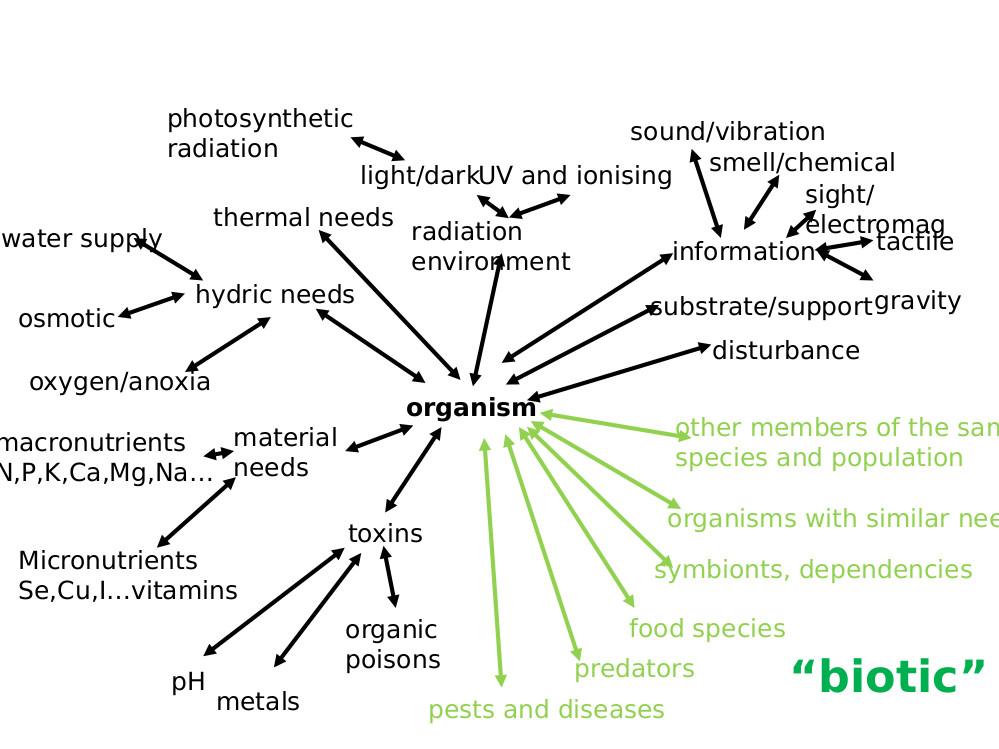 photosynthetic
radiation
sound/vibration
smell/chemical
light/dark
UV and ionising
sight/
electromag
thermal needs
radiation
environment
water supply
information
tactile
hydric needs
substrate/support
gravity
osmotic
disturbance
oxygen/anoxia
organism
other members of the san
species and population
macronutrients
N,P,K,Ca,Mg,Na…
material
needs
organisms with similar nee
toxins
symbionts, dependencies
Micronutrients
Se,Cu,I…vitamins
organic
poisons
food species
predators
pH
metals
pests and diseases
“biotic”